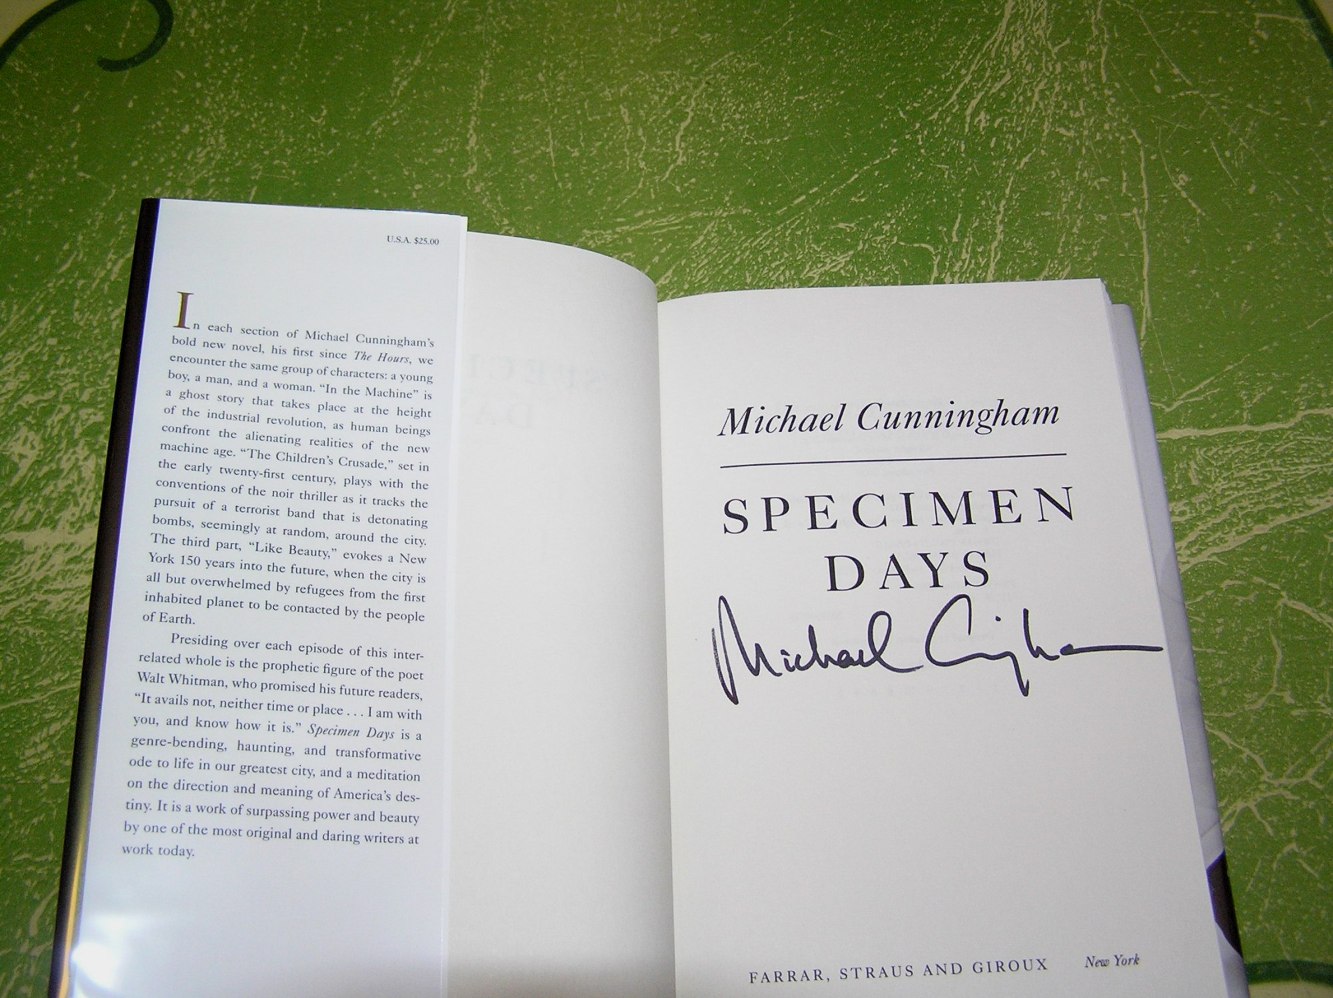 U.S.A. $25.00
In each section of Michael Cunningham's
bold new novel, his first since The Hours, we
encounter the same group of characters: a young
boy, a man, and a woman. “In the Machine” is
a ghost story that takes place at the height
of the industrial revolution, as human beings
confront the alienating realities of the new
machine age. “The Children's Crusade,” set in
the early twenty-first century, plays with the
conventions of the noir thriller as it tracks the
pursuit of a terrorist band that is detonating
bombs, seemingly at random, around the city.
The third part, “Like Beauty,” evokes a New
York 150 years into the future, when the city is
all but overwhelmed by refugees from the first
inhabited planet to be contacted by the people
of Earth.
Presiding over each episode of this inter-
related whole is the prophetic figure of the poet
Walt Whitman, who promised his future readers,
“It avails not, neither time or place . . . I am with
you, and know how it is.” Specimen Days is a
genre-bending, haunting, and transformative
ode to life in our greatest city, and a meditation
on the direction and meaning of America's des-
tiny. It is a work of surpassing power and beauty
by one of the most original and daring writers at
work today.
Michael Cunningham
SPECIMEN
DAYS
Michael Cunningham
FARRAR, STRAUS AND GIROUX New York